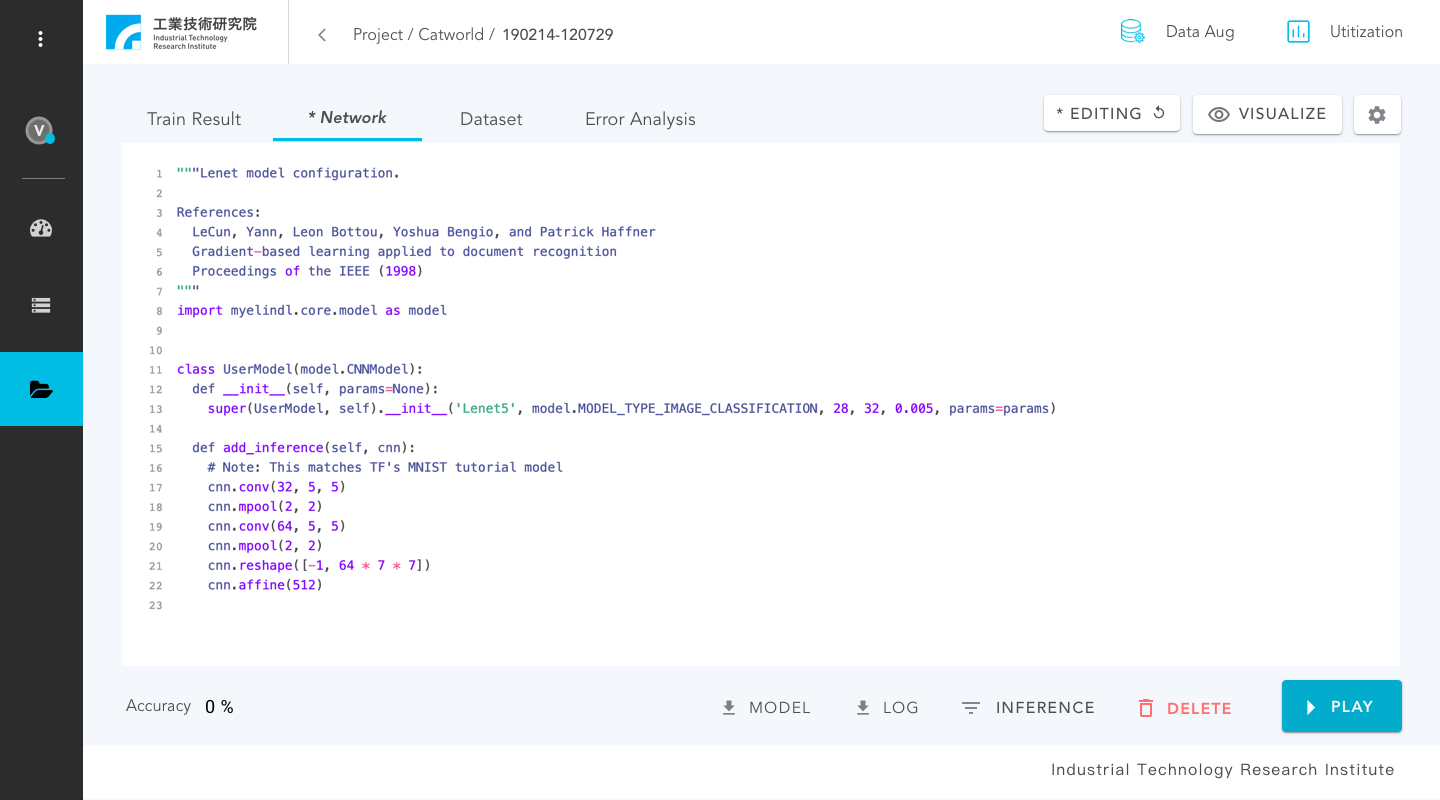 工業技術研究院
Industrial Technology
Research Institute
Project / Catworld / 190214-120729
Data Aug
Utitization
V
Train Result
* Network
Dataset
Error Analysis
* EDITING
VISUALIZE
1 """Lenet model configuration.
2
3 References:
4 LeCun, Yann, Leon Bottou, Yoshua Bengio, and Patrick Haffner
5 Gradient-based learning applied to document recognition
6 Proceedings of the IEEE (1998)
7 """
8 import myelindl.core.model as model
9
10
11 class UserModel(model.CNNModel):
12 def __init__(self, params=None):
13 super(UserModel, self).__init__('Lenet5', model.MODEL_TYPE_IMAGE_CLASSIFICATION, 28, 32, 0.005, params=params)
14
15 def add_inference(self, cnn):
16 # Note: This matches TF's MNIST tutorial model
17 cnn.conv(32, 5, 5)
18 cnn.mpool(2, 2)
19 cnn.conv(64, 5, 5)
20 cnn.mpool(2, 2)
21 cnn.reshape([-1, 64 * 7 * 7])
22 cnn.affine(512)
23
Accuracy 0 %
MODEL
LOG
INFERENCE
DELETE
PLAY
Industrial Technology Research Institute